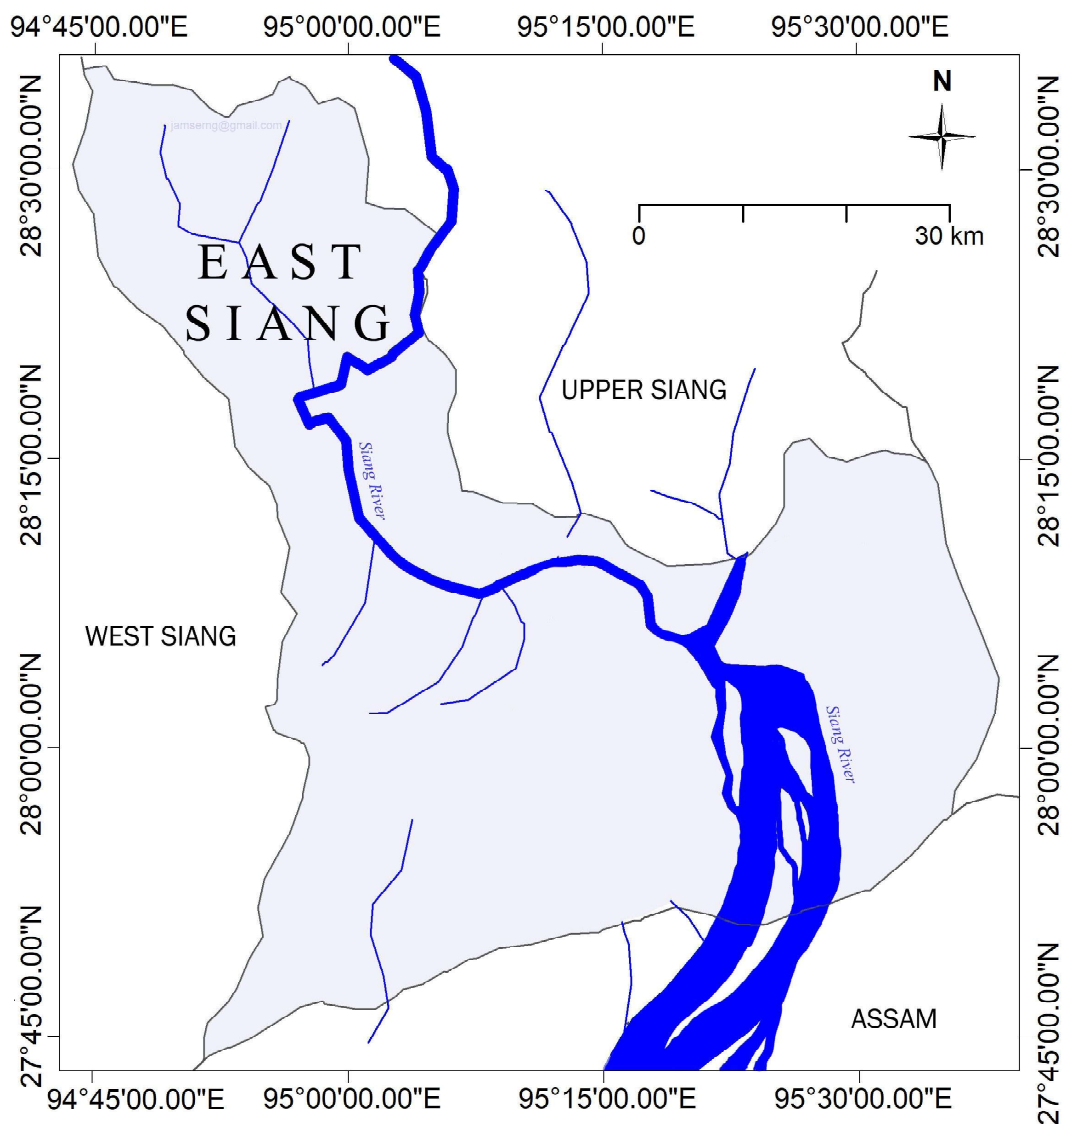 94°45'00.00"E 95°00'00.00"E 95°15'00.00"E 95°30'00.00"E
N
jamserng@gmail.com
28°30'00.00"N
28°30'00.00"N
0 30 km
EAST
SIANG
UPPER SIANG
28°15'00.00"N
28°15'00.00"N
Siang River
WEST SIANG
28°00'00.00"N
28°00'00.00"N
Siang River
27°45'00.00"N
27°45'00.00"N
ASSAM
94°45'00.00"E 95°00'00.00"E 95°15'00.00"E 95°30'00.00"E